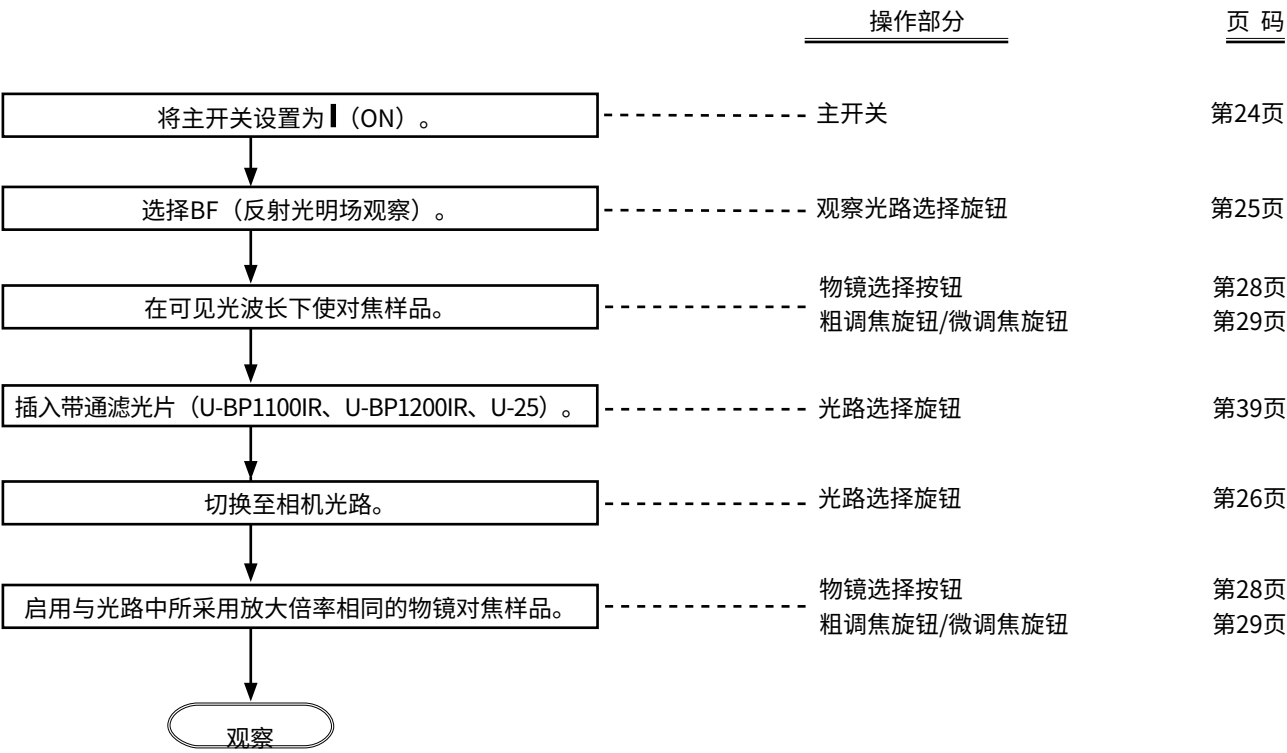 操作部分 页 码
将主开关设置为 I（ON）。 主开关 第24页
选择BF（反射光明场观察）。 观察光路选择旋钮 第25页
在可见光波长下使对焦样品。 物镜选择按钮 第28页
粗调焦旋钮/微调焦旋钮 第29页
插入带通滤光片（U-BP1100IR、U-BP1200IR、U-25）。 光路选择旋钮 第39页
切换至相机光路。 光路选择旋钮 第26页
启用与光路中所采用放大倍率相同的物镜对焦样品。 物镜选择按钮 第28页
粗调焦旋钮/微调焦旋钮 第29页
观察